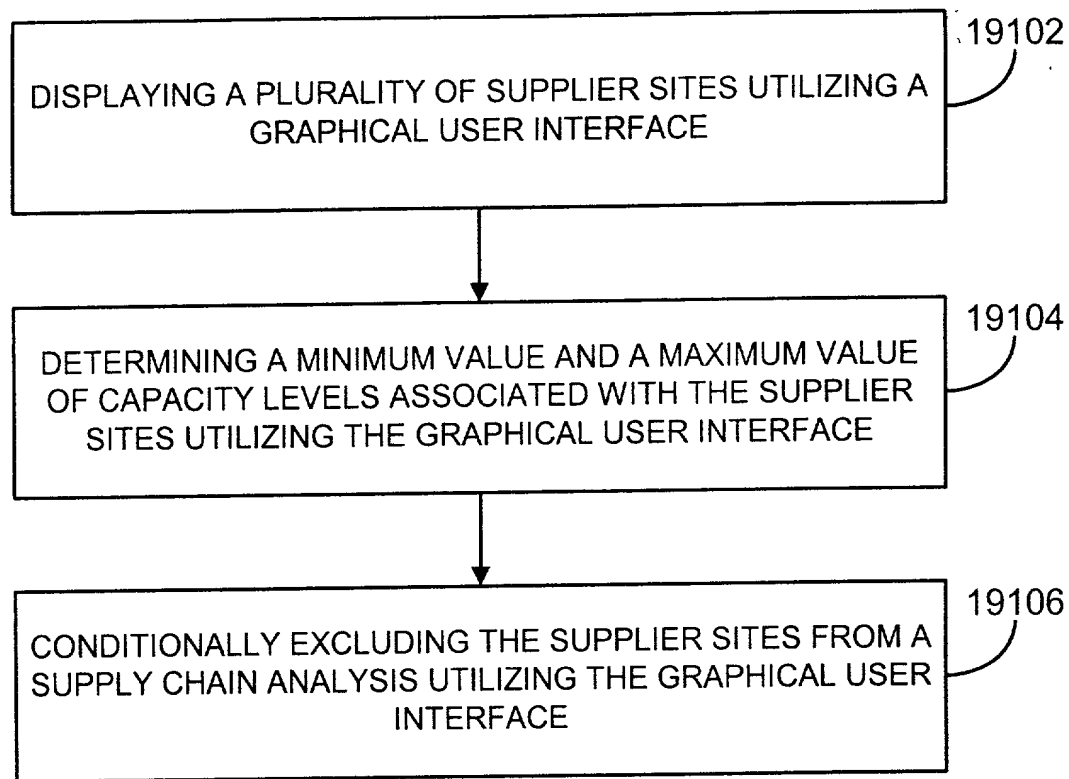 19102
DISPLAYING A PLURALITY OF SUPPLIER SITES UTILIZING A
GRAPHICAL USER INTERFACE
19104
DETERMINING A MINIMUM VALUE AND A MAXIMUM VALUE
OF CAPACITY LEVELS ASSOCIATED WITH THE SUPPLIER
SITES UTILIZING THE GRAPHICAL USER INTERFACE
19106
CONDITIONALLY EXCLUDING THE SUPPLIER SITES FROM A
SUPPLY CHAIN ANALYSIS UTILIZING THE GRAPHICAL USER
INTERFACE